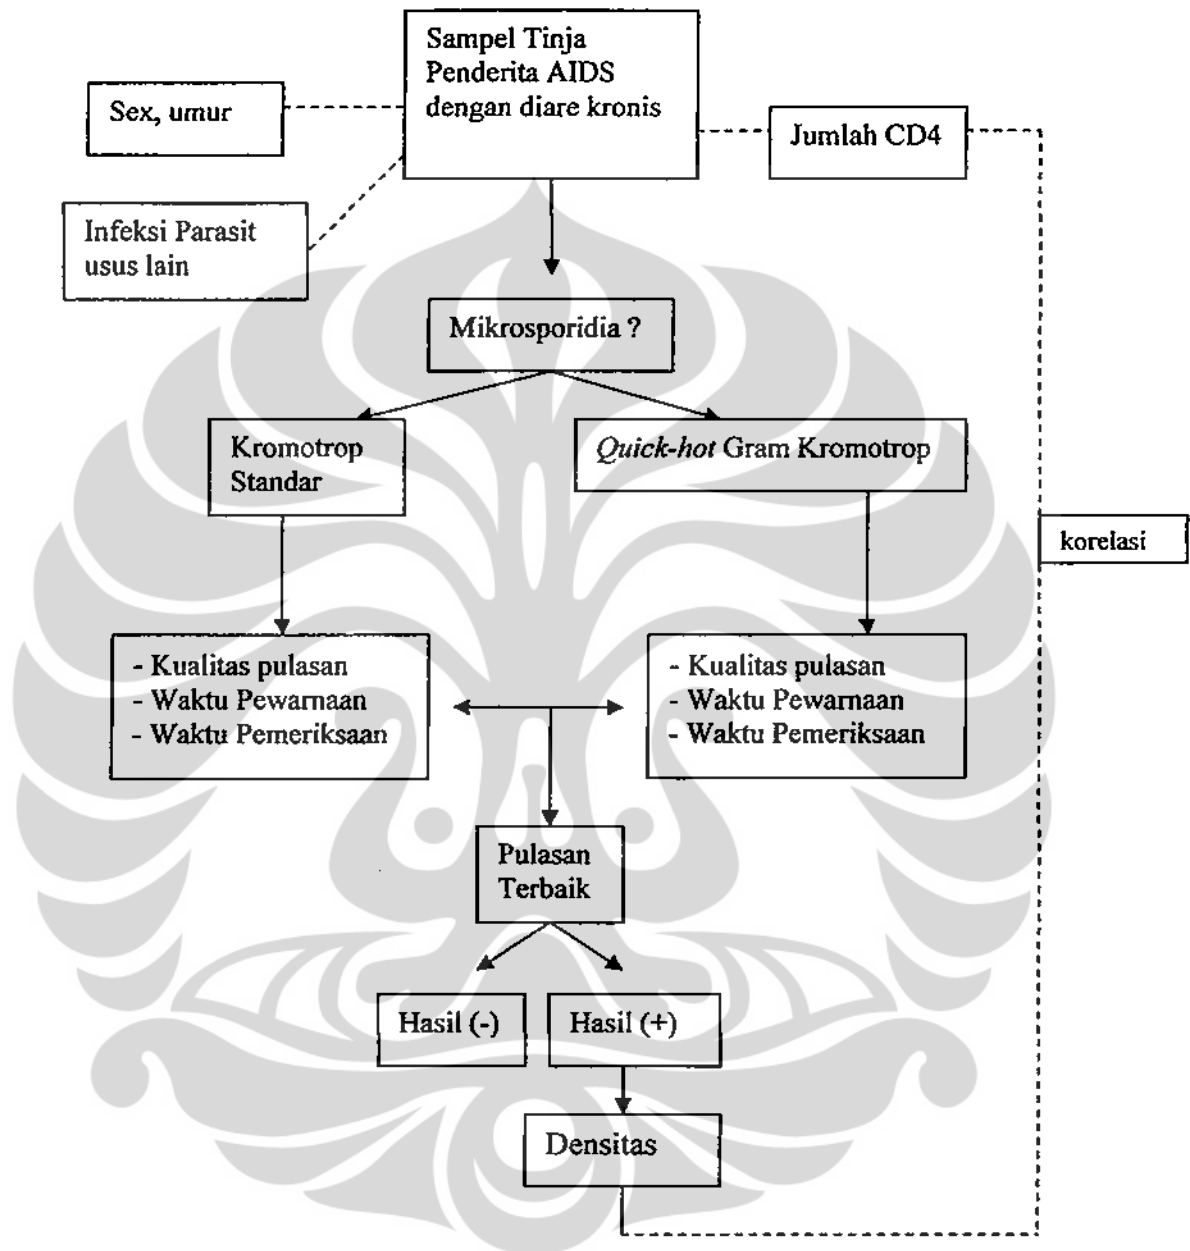 Sampel Tinja
Penderita AIDS
dengan diare kronis
Sex, umur
Jumlah CD4
Infeksi Parasit
usus lain
Mikrosporidia ?
Kromotrop
Standar
Quick-hot Gram Kromotrop
korelasi
- Kualitas pulasan
- Waktu Pewarnaan
- Waktu Pemeriksaan
- Kualitas pulasan
- Waktu Pewarnaan
- Waktu Pemeriksaan
Pulasan
Terbaik
Hasil (-)
Hasil (+)
Densitas